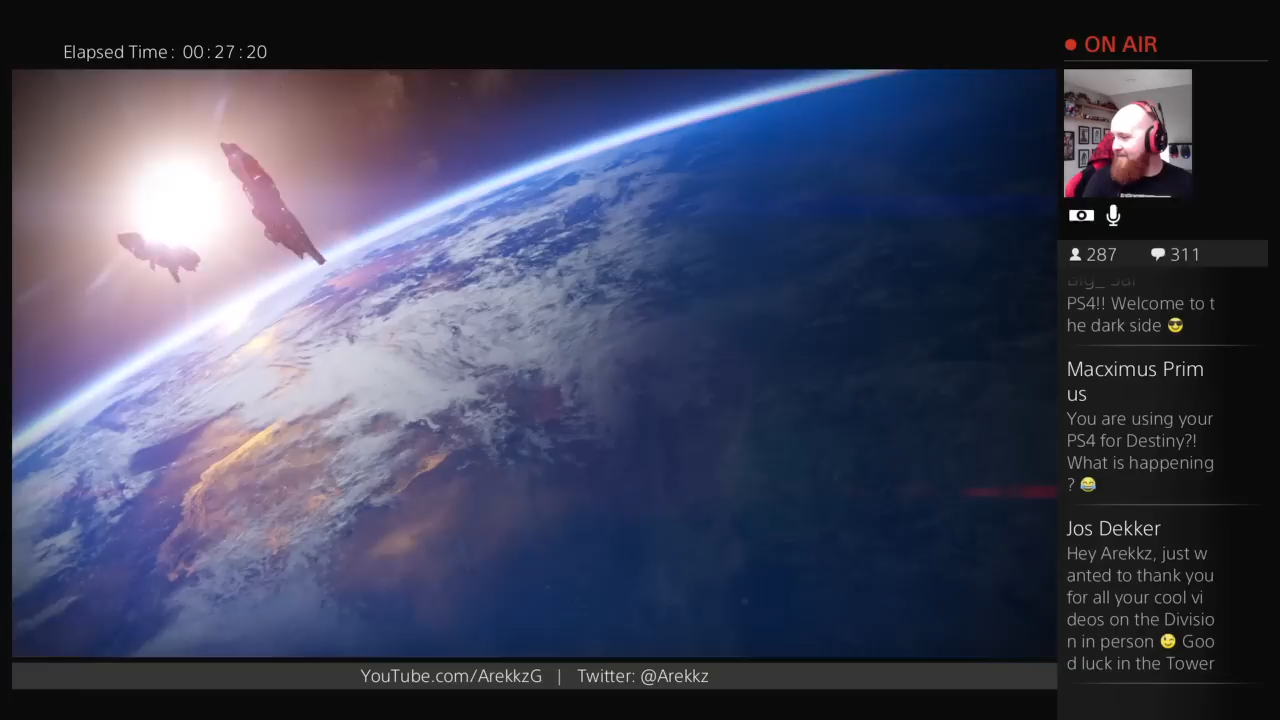 Elapsed Time: 00:27:20
ON AIR
287
311
PS4!! Welcome to t
he dark side 😎
Macximus Prim
us
You are using your
PS4 for Destiny?!
What is happening
? 😂
Jos Dekker
Hey Arekkz, just w
anted to thank you
for all your cool vi
deos on the Divisio
n in person 😉 Goo
d luck in the Tower
YouTube.com/ArekkzG | Twitter: @Arekkz